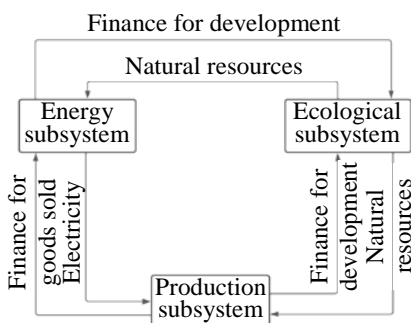 Finance for development
Natural resources
Energy
subsystem
Ecological
subsystem
Finance for
goods sold
Electricity
Finance for
development
Natural
resources
Production
subsystem